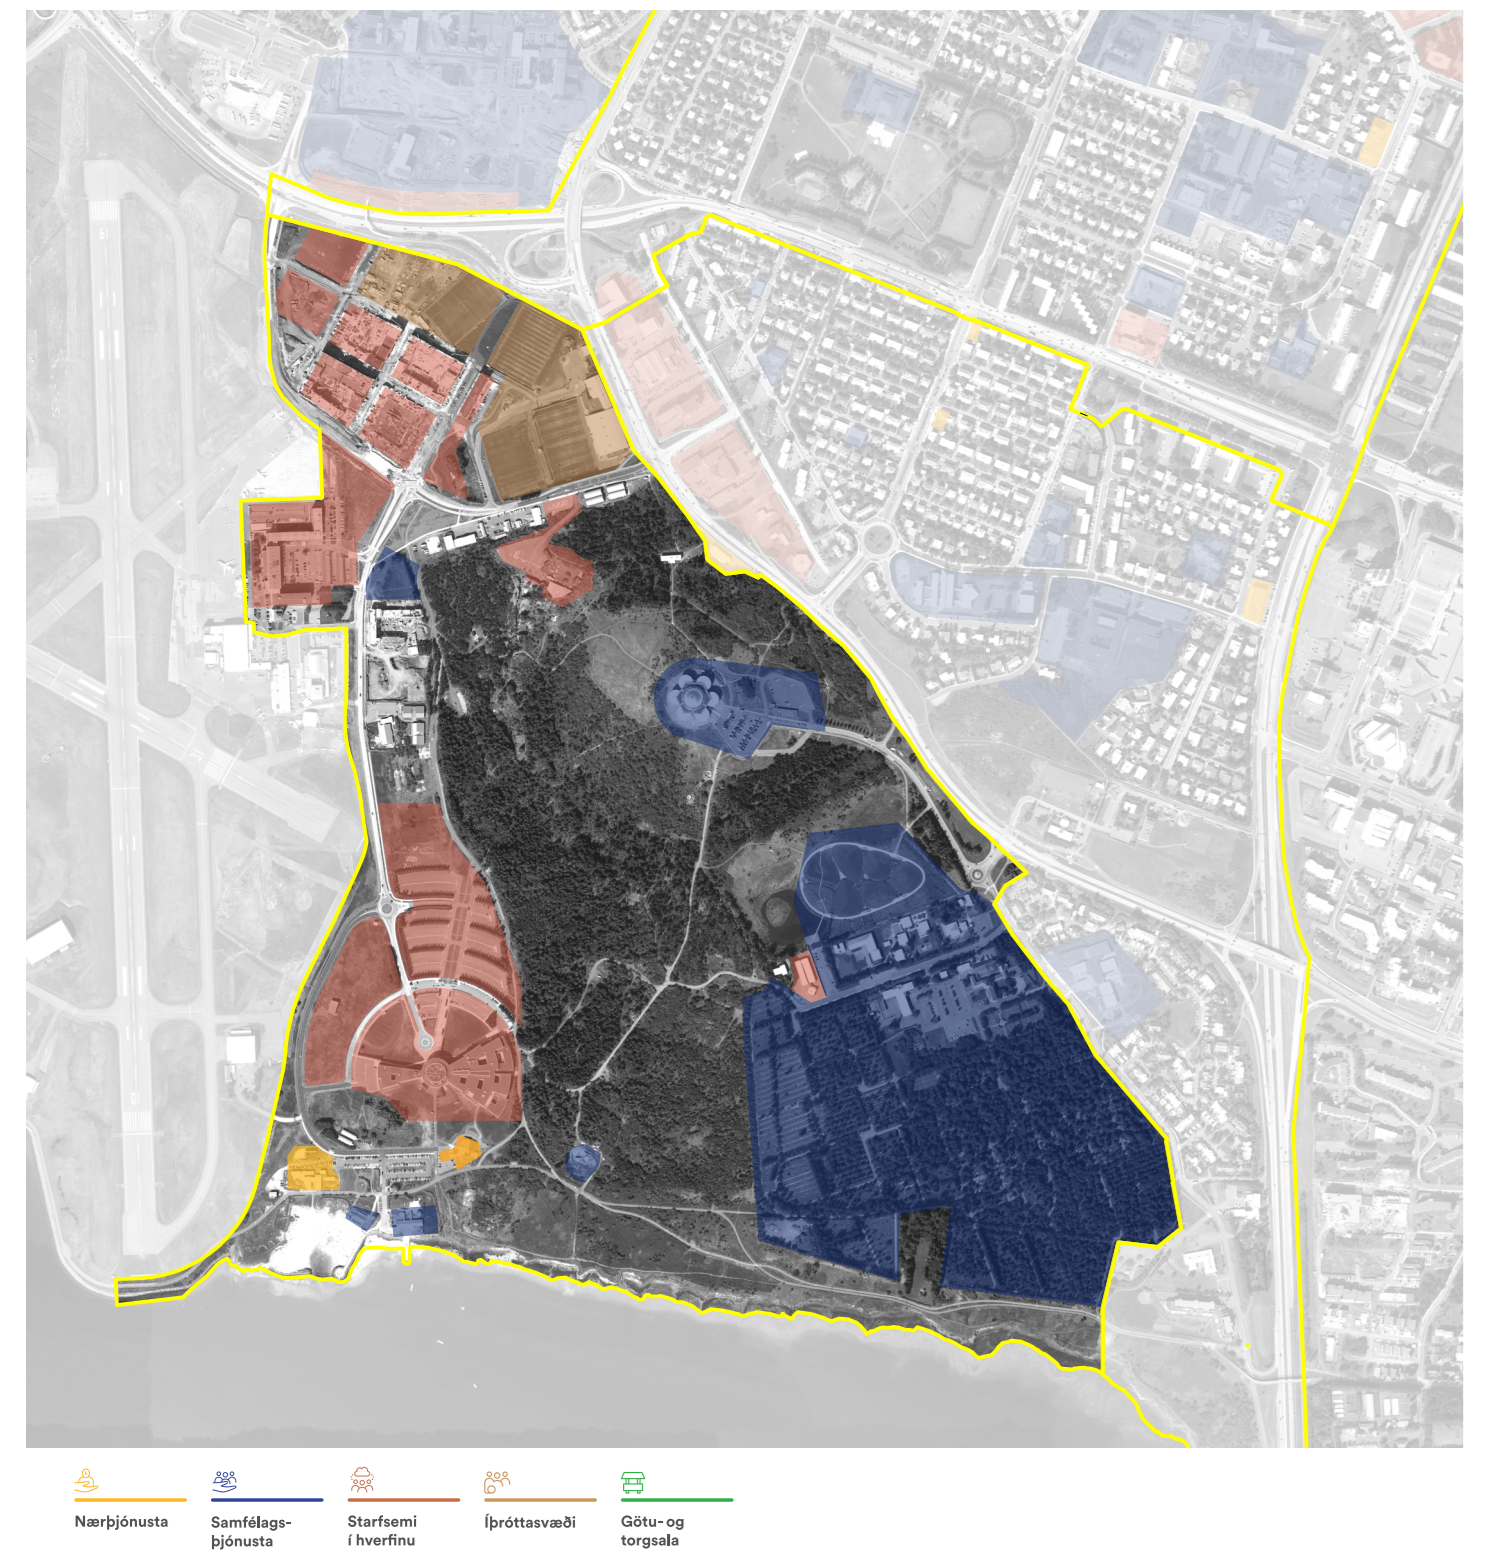 Nærþjónusta
Samfélags-
þjónusta
Starfsemi
í hverfinu
Íþróttasvæði
Götu- og
torgsala